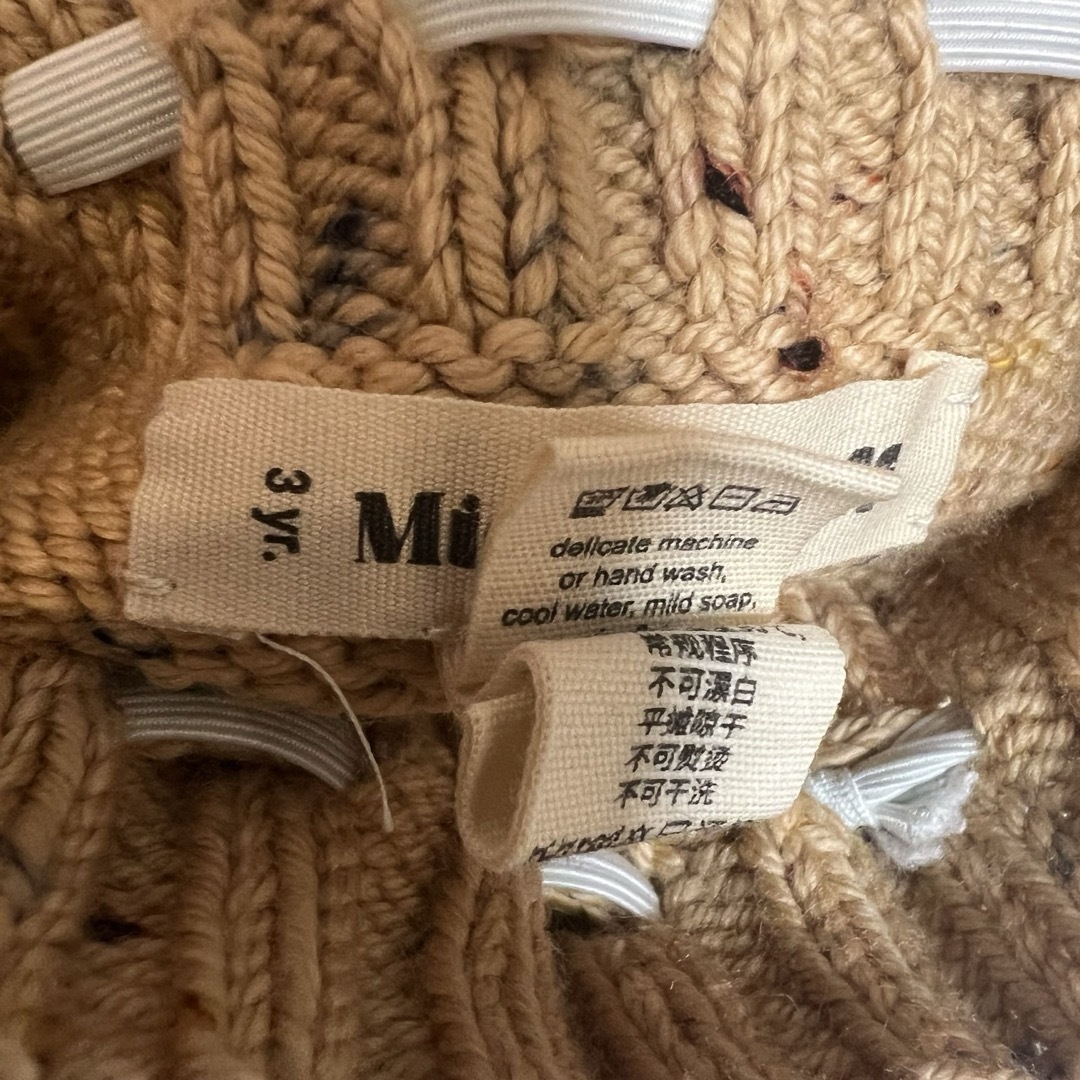 3 yr.
Mi
delicate machine
or hand wash,
cool water, mild soap,
常规程序
不可漂白
平摊晾干
不可熨烫
不可干洗